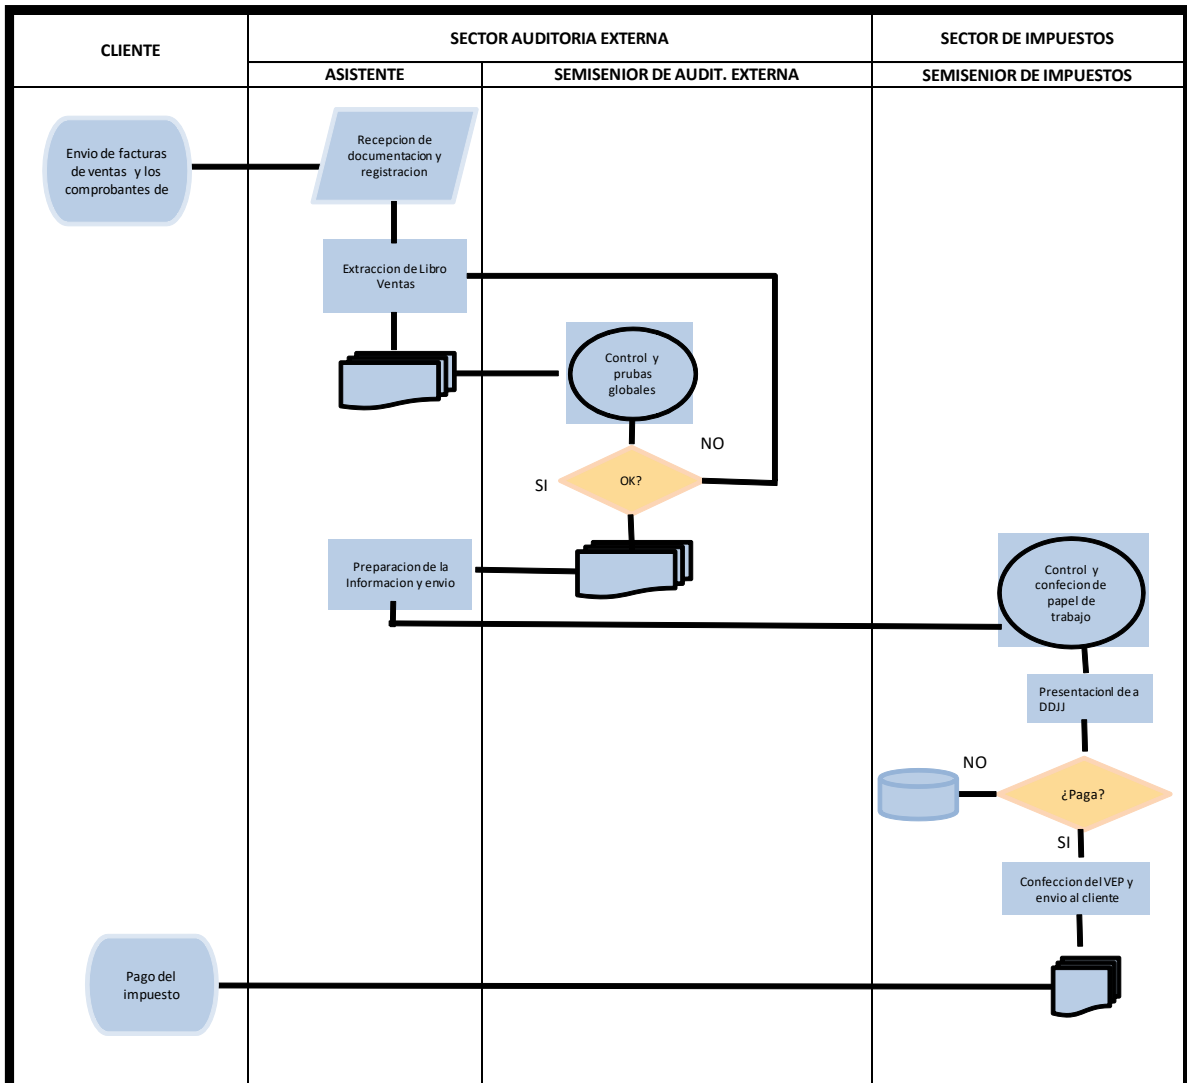 CLIENTE
SECTOR AUDITORIA EXTERNA
SECTOR DE IMPUESTOS
ASISTENTE
SEMISENIOR DE AUDIT. EXTERNA
SEMISENIOR DE IMPUESTOS
Envio de facturas
de ventas y los
comprobantes de
Recepcion de
documentacion y
registracion
Extraccion de Libro
Ventas
Control y
prubas
globales
NO
SI
OK?
Preparacion de la
Informacion y envio
Control y
confecion de
papel de
trabajo
Presentacionl de a
DDJJ
NO
¿Paga?
SI
Confeccion del VEP y
envio al cliente
Pago del
impuesto